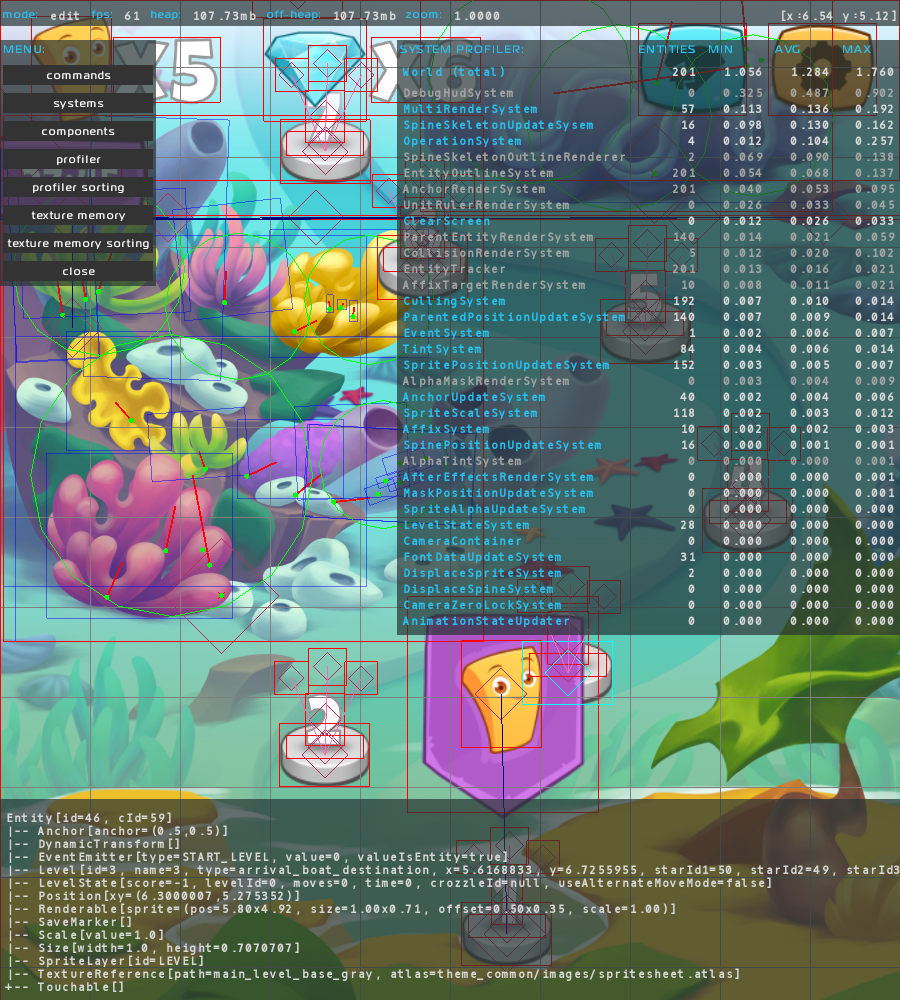 mode: edit fps: 61 heap: 107.73mb off-heap: 107.73mb zoom: 1.0000 [x:6.54 y:5.12]
X5
MENU:
commands
systems
components
profiler
profiler sorting
texture memory
texture memory sorting
close
SYSTEM PROFILER: ENTITIES MIN AVG MAX
World (total) 201 1.056 1.284 1.760
DebugHudSystem 0 0.325 0.487 0.902
MultiRenderSystem 57 0.113 0.136 0.192
SpineSkeletonUpdateSysem 16 0.098 0.130 0.162
OperationSystem 4 0.012 0.104 0.257
SpineSkeletonOutlineRenderer 2 0.069 0.090 0.138
EntityOutlineSystem 201 0.054 0.068 0.137
AnchorRenderSystem 201 0.040 0.053 0.095
UnitRulerRenderSystem 0 0.026 0.033 0.045
ClearScreen 0 0.012 0.026 0.033
ParentEntityRenderSystem 140 0.014 0.021 0.059
CollisionRenderSystem 5 0.012 0.020 0.102
EntityTracker 201 0.013 0.016 0.021
AffixTargetRenderSystem 10 0.008 0.011 0.021
CullingSystem 192 0.007 0.010 0.014
ParentedPositionUpdateSystem 140 0.007 0.009 0.014
EventSystem 1 0.002 0.006 0.007
TintSystem 84 0.004 0.006 0.014
SpritePositionUpdateSystem 152 0.003 0.005 0.007
AlphaMaskRenderSystem 0 0.003 0.004 0.009
AnchorUpdateSystem 40 0.002 0.004 0.006
SpriteScaleSystem 118 0.002 0.003 0.012
AffixSystem 10 0.002 0.002 0.003
SpinePositionUpdateSystem 16 0.000 0.001 0.001
AlphaTintSystem 0 0.000 0.000 0.001
AfterEffectsRenderSystem 0 0.000 0.000 0.001
MaskPositionUpdateSystem 0 0.000 0.000 0.001
SpriteAlphaUpdateSystem 0 0.000 0.000 0.000
LevelStateSystem 28 0.000 0.000 0.000
CameraContainer 0 0.000 0.000 0.000
FontDataUpdateSystem 31 0.000 0.000 0.000
DisplaceSpriteSystem 2 0.000 0.000 0.000
DisplaceSpineSystem 0 0.000 0.000 0.000
CameraZeroLockSystem 0 0.000 0.000 0.000
AnimationStateUpdater 0 0.000 0.000 0.000
2
Entity[id=46, cId=59]
|-- Anchor[anchor=(0.5,0.5)]
|-- DynamicTransform[]
|-- EventEmitter[type=START_LEVEL, value=0, valueIsEntity=true]
|-- Level[id=3, name=3, type=arrival_boat_destination, x=5.6168833, y=6.7255955, starId1=50, starId2=49, starId3
|-- LevelState[score=-1, levelId=0, moves=0, time=0, crozzleId=null, useAlternateMoveMode=false]
|-- Position[xy=(6.3000007,5.275352)]
|-- Renderable[sprite=(pos=5.80x4.92, size=1.00x0.71, offset=0.50x0.35, scale=1.00)]
|-- SaveMarker[]
|-- Scale[value=1.0]
|-- Size[width=1.0, height=0.7070707]
|-- SpriteLayer[id=LEVEL]
|-- TextureReference[path=main_level_base_gray, atlas=theme_common/images/spritesheet.atlas]
+-- Touchable[]